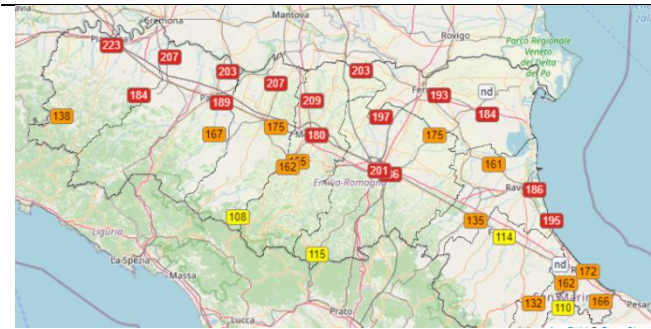 Cremona
Mantova
Rovigo
Parco Regionale
Veneto
del Delta
del Po
223
207
203
207
203
184
189
209
193
nd
184
138
167
175
180
197
175
162
201
161
186
108
Emilia-Romagna
195
135
114
Liguria
115
La Spezia
Massa
nd
172
162
166
132
110
San Marino
Prato
Lucca